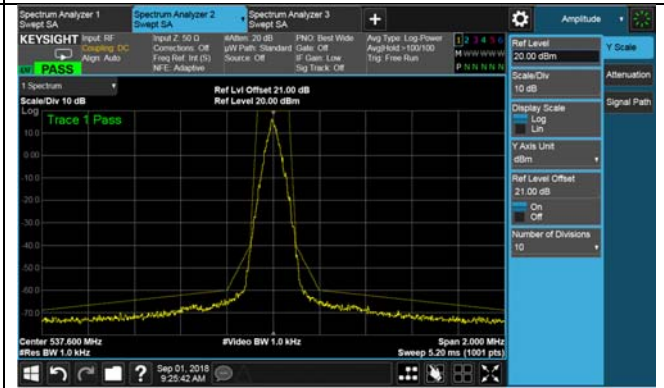 Spectrum Analyzer 1
Swept SA
Spectrum Analyzer 2
Swept SA
Spectrum Analyzer 3
Swept SA
+
Amplitude
KEYSIGHT
Input: RF
Coupling: DC
Align: Auto
Input Z: 50 Ω
Corrections: Off
Freq Ref: Int (S)
NFE: Adaptive
#Atten: 20 dB
µW Path: Standard
Source: Off
PNO: Best Wide
Gate: Off
IF Gain: Low
Sig Track: Off
Avg Type: Log-Power
Avg|Hold >100/100
Trig: Free Run
1 2 3 4 5 6
M W W W W W
P N N N N N
PASS
1 Spectrum
Scale/Div 10 dB
Ref Lvl Offset 21.00 dB
Ref Level 20.00 dBm
Log
Trace 1 Pass
10.0
0.00
-10.0
-20.0
-30.0
-40.0
-50.0
-60.0
-70.0
Center 537.600 MHz
#Res BW 1.0 kHz
#Video BW 1.0 kHz
Span 2.000 MHz
Sweep 5.20 ms (1001 pts)
Ref Level
20.00 dBm
Scale/Div
10 dB
Display Scale
Log
Lin
Y Axis Unit
dBm
Ref Level Offset
21.00 dB
On
Off
Number of Divisions
10
Y Scale
Attenuation
Signal Path
?
Sep 01, 2018
9:25:42 AM